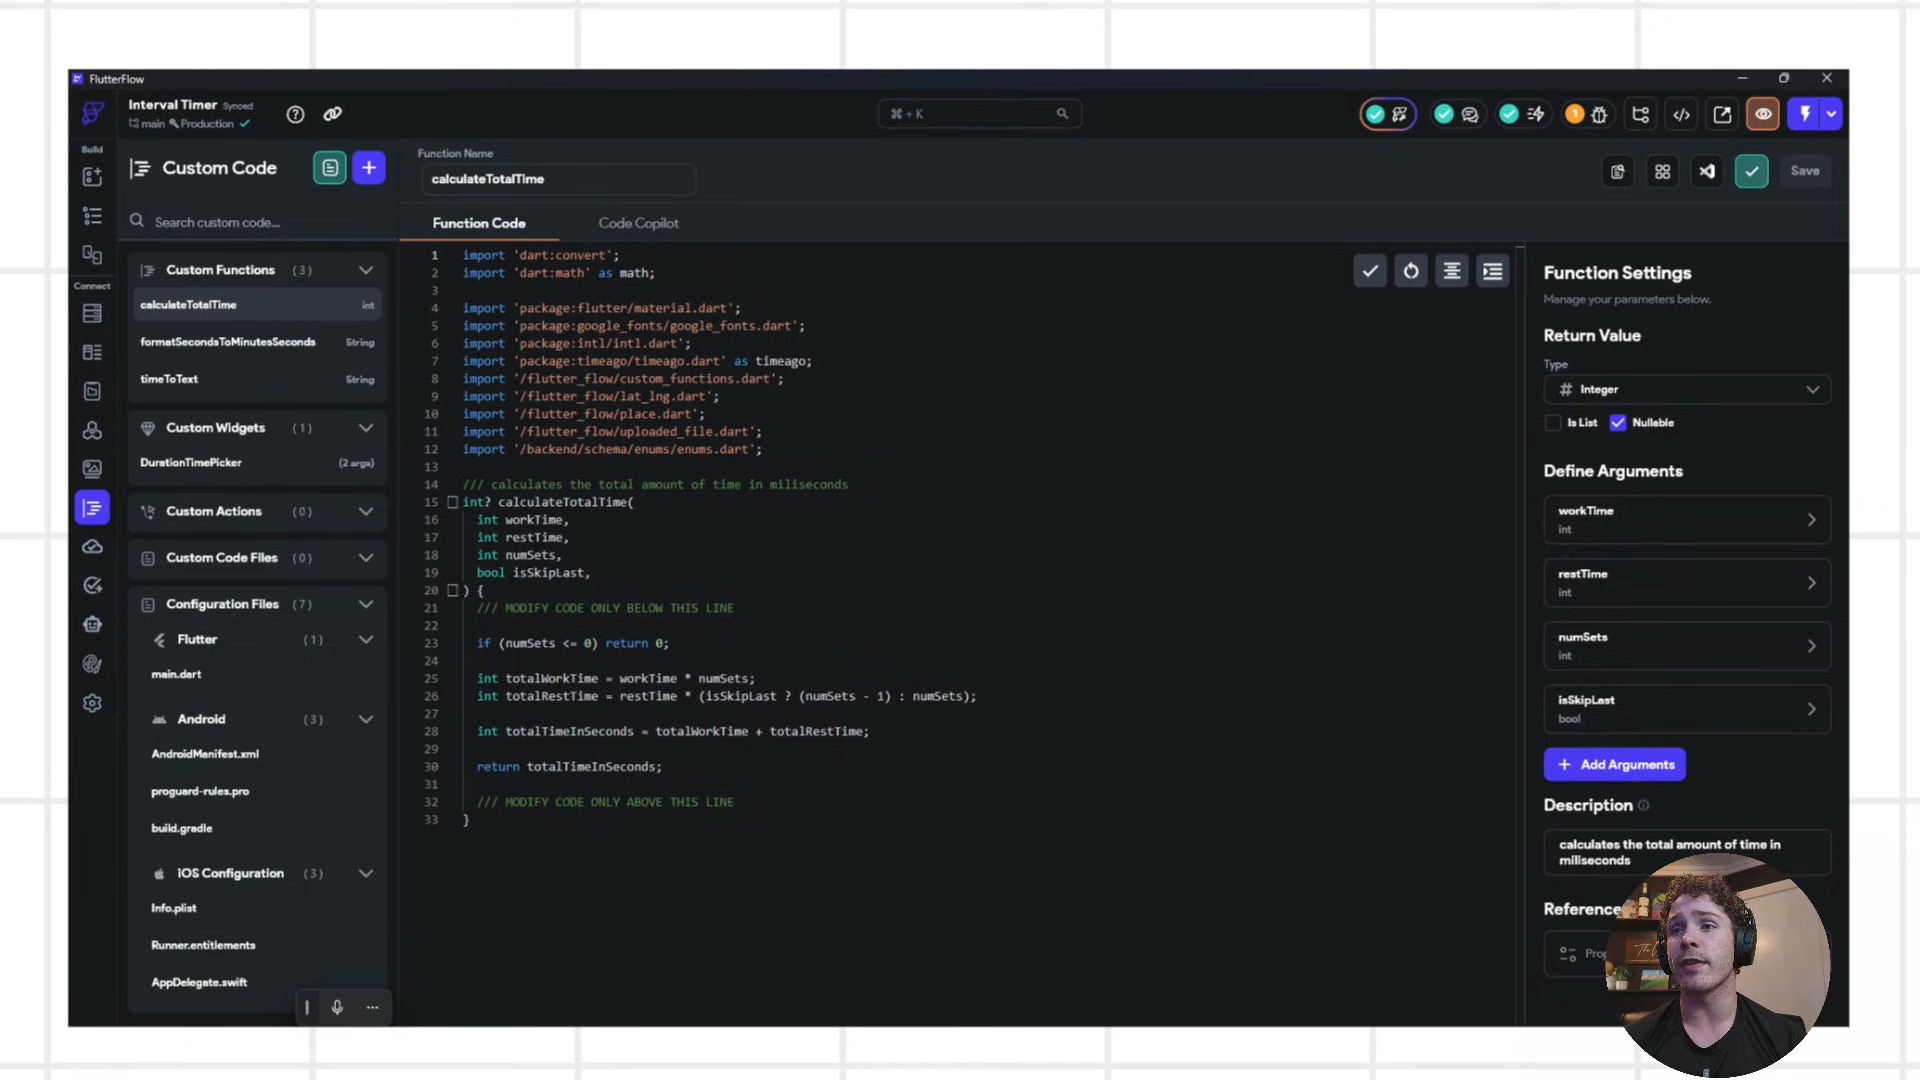 FlutterFlow
Interval Timer Synced
main Production
⌘ + K
Build
Connect
Custom Code
Search custom code...
Custom Functions (3)
calculateTotalTime int
formatSecondsToMinutesSeconds String
timeToText String
Custom Widgets (1)
DurationTimePicker (2 args)
Custom Actions (0)
Custom Code Files (0)
Configuration Files (7)
Flutter (1)
main.dart
Android (3)
AndroidManifest.xml
proguard-rules.pro
build.gradle
iOS Configuration (3)
Info.plist
Runner.entitlements
AppDelegate.swift
Function Name
calculateTotalTime
1
Save
Function Code Code Copilot
1 import 'dart:convert';
2 import 'dart:math' as math;
3
4 import 'package:flutter/material.dart';
5 import 'package:google_fonts/google_fonts.dart';
6 import 'package:intl/intl.dart';
7 import 'package:timeago/timeago.dart' as timeago;
8 import '/flutter_flow/custom_functions.dart';
9 import '/flutter_flow/lat_lng.dart';
10 import '/flutter_flow/place.dart';
11 import '/flutter_flow/uploaded_file.dart';
12 import '/backend/schema/enums/enums.dart';
13
14 /// calculates the total amount of time in miliseconds
15 int? calculateTotalTime(
16 int workTime,
17 int restTime,
18 int numSets,
19 bool isSkipLast,
20 ) {
21 /// MODIFY CODE ONLY BELOW THIS LINE
22
23 if (numSets <= 0) return 0;
24
25 int totalWorkTime = workTime * numSets;
26 int totalRestTime = restTime * (isSkipLast ? (numSets - 1) : numSets);
27
28 int totalTimeInSeconds = totalWorkTime + totalRestTime;
29
30 return totalTimeInSeconds;
31
32 /// MODIFY CODE ONLY ABOVE THIS LINE
33 }
Function Settings
Manage your parameters below.
Return Value
Type
# Integer
Is List Nullable
Define Arguments
workTime
int
restTime
int
numSets
int
isSkipLast
bool
+ Add Arguments
Description
calculates the total amount of time in
miliseconds
Reference